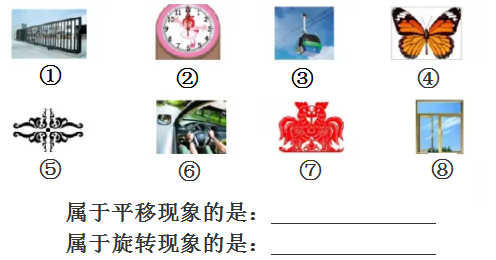 ① ② ③ ④
⑤ ⑥ ⑦ ⑧
属于平移现象的是：
属于旋转现象的是：